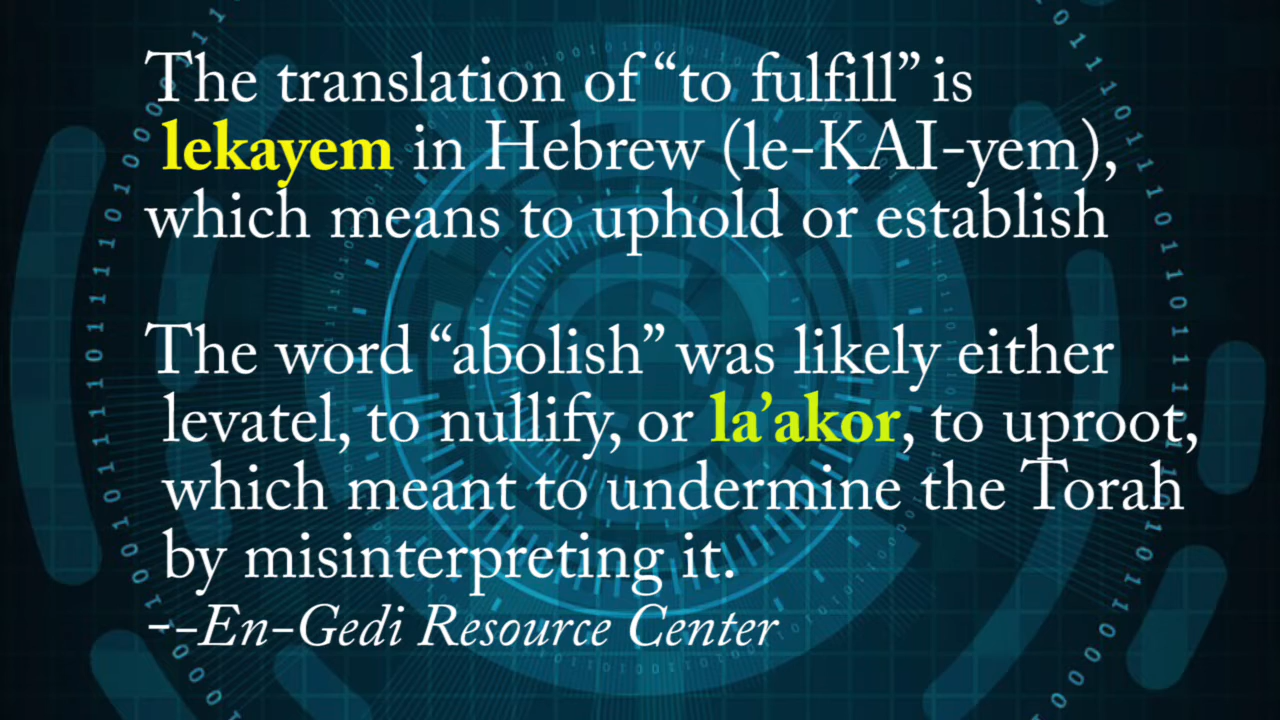 The translation of “to fulfill” is
lekayem in Hebrew (le-KAI-yem),
which means to uphold or establish
The word “abolish” was likely either
levatel, to nullify, or la’akor, to uproot,
which meant to undermine the Torah
by misinterpreting it.
--En-Gedi Resource Center